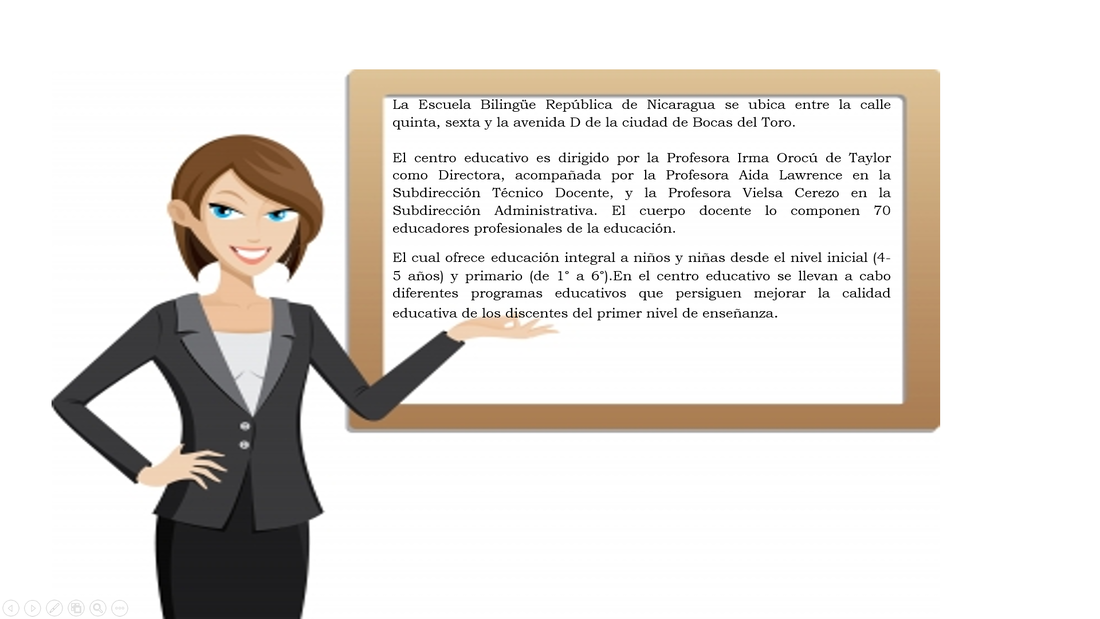 La Escuela Bilingüe República de Nicaragua se ubica entre la calle
quinta, sexta y la avenida D de la ciudad de Bocas del Toro.
El centro educativo es dirigido por la Profesora Irma Orocú de Taylor
como Directora, acompañada por la Profesora Aida Lawrence en la
Subdirección Técnico Docente, y la Profesora Vielsa Cerezo en la
Subdirección Administrativa. El cuerpo docente lo componen 70
educadores profesionales de la educación.
El cual ofrece educación integral a niños y niñas desde el nivel inicial (4-
5 años) y primario (de 1° a 6°).En el centro educativo se llevan a cabo
diferentes programas educativos que persiguen mejorar la calidad
educativa de los discentes del primer nivel de enseñanza.